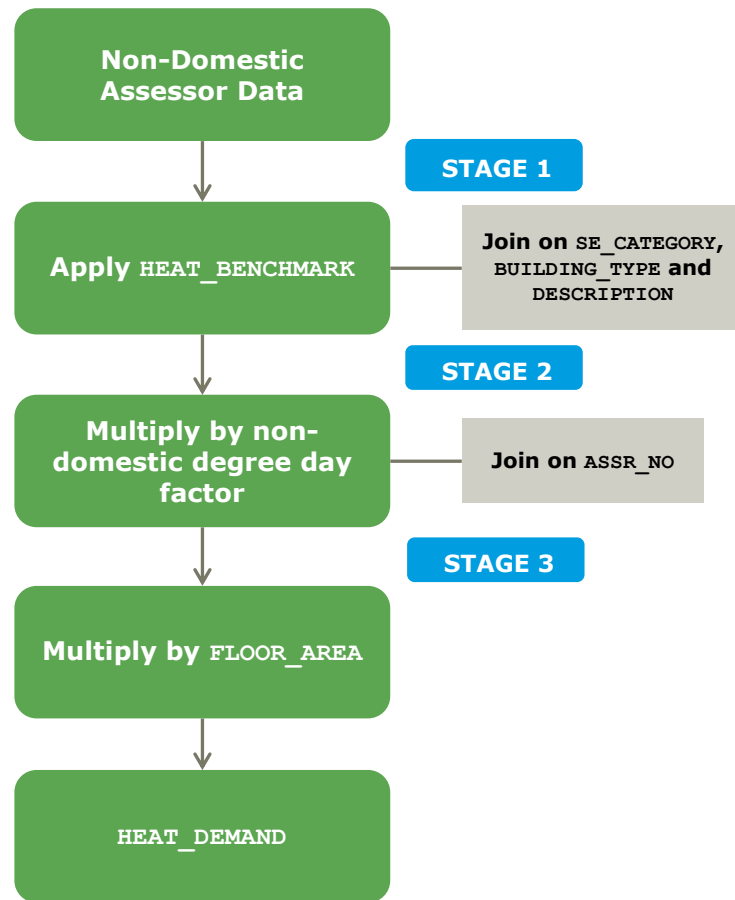 Non-Domestic
Assessor Data
STAGE 1
Apply HEAT_BENCHMARK
Join on SE_CATEGORY,
BUILDING_TYPE and
DESCRIPTION
STAGE 2
Multiply by non-
domestic degree day
factor
Join on ASSR_NO
STAGE 3
Multiply by FLOOR_AREA
HEAT_DEMAND